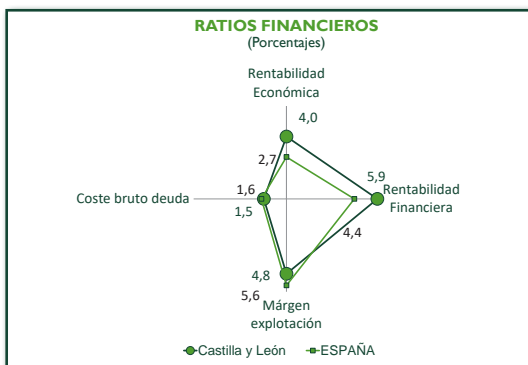 RATIOS FINANCIEROS
(Porcentajes)
Rentabilidad
Económica
4,0
2,7
5,9
Rentabilidad
Financiera
4,4
1,6
Coste bruto deuda
1,5
4,8
5,6
Márgen
explotación
Castilla y León
ESPAÑA